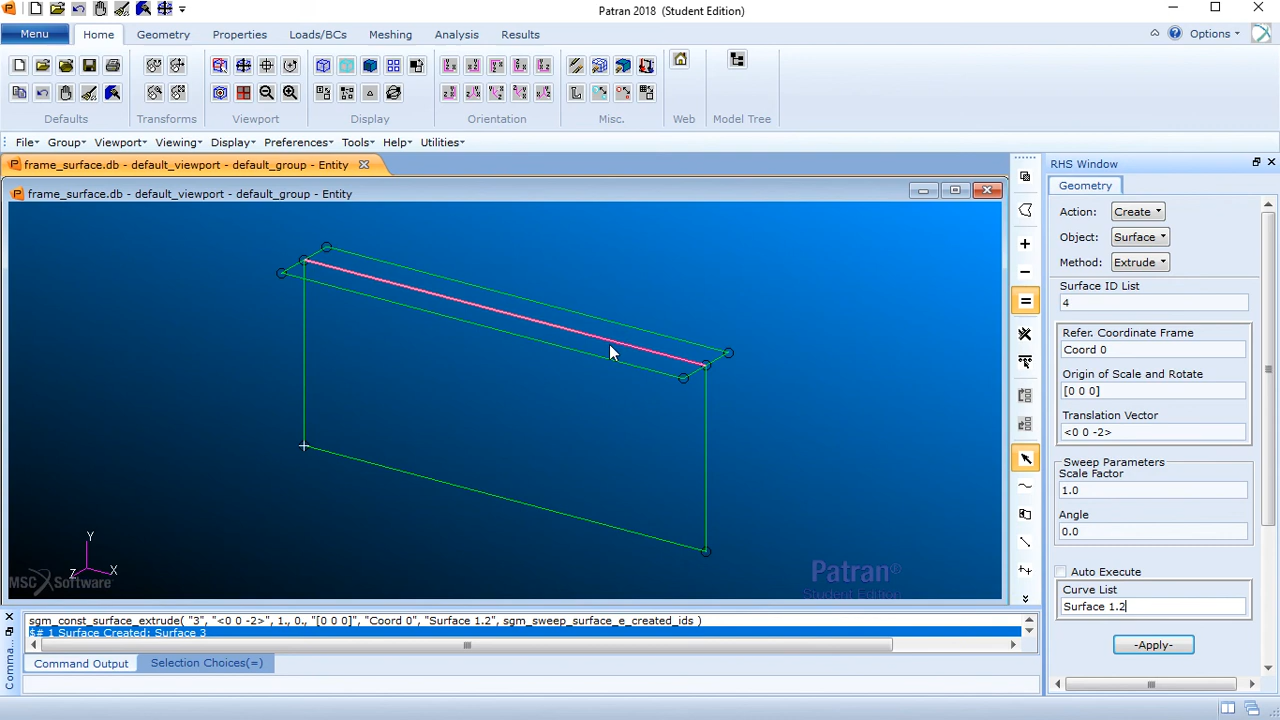 Patran 2018 (Student Edition)
Menu
Home
Geometry
Properties
Loads/BCs
Meshing
Analysis
Results
Options
Defaults
Transforms
Viewport
Display
Orientation
Misc.
Web
Model Tree
File
Group
Viewport
Viewing
Display
Preferences
Tools
Help
Utilities
frame_surface.db - default_viewport - default_group - Entity
frame_surface.db - default_viewport - default_group - Entity
Y
X
Z
MSC Software
Patran®
Student Edition
RHS Window
Geometry
Action: Create
Object: Surface
Method: Extrude
Surface ID List
4
Refer. Coordinate Frame
Coord 0
Origin of Scale and Rotate
[0 0 0]
Translation Vector
<0 0 -2>
Sweep Parameters
Scale Factor
1.0
Angle
0.0
Auto Execute
Curve List
Surface 1.2
-Apply-
sgm_const_surface_extrude( "3", "<0 0 -2>", 1., 0., "[0 0 0]", "Coord 0", "Surface 1.2", sgm_sweep_surface_e_created_ids )
$# 1 Surface Created: Surface 3
Comma...
Command Output
Selection Choices(=)